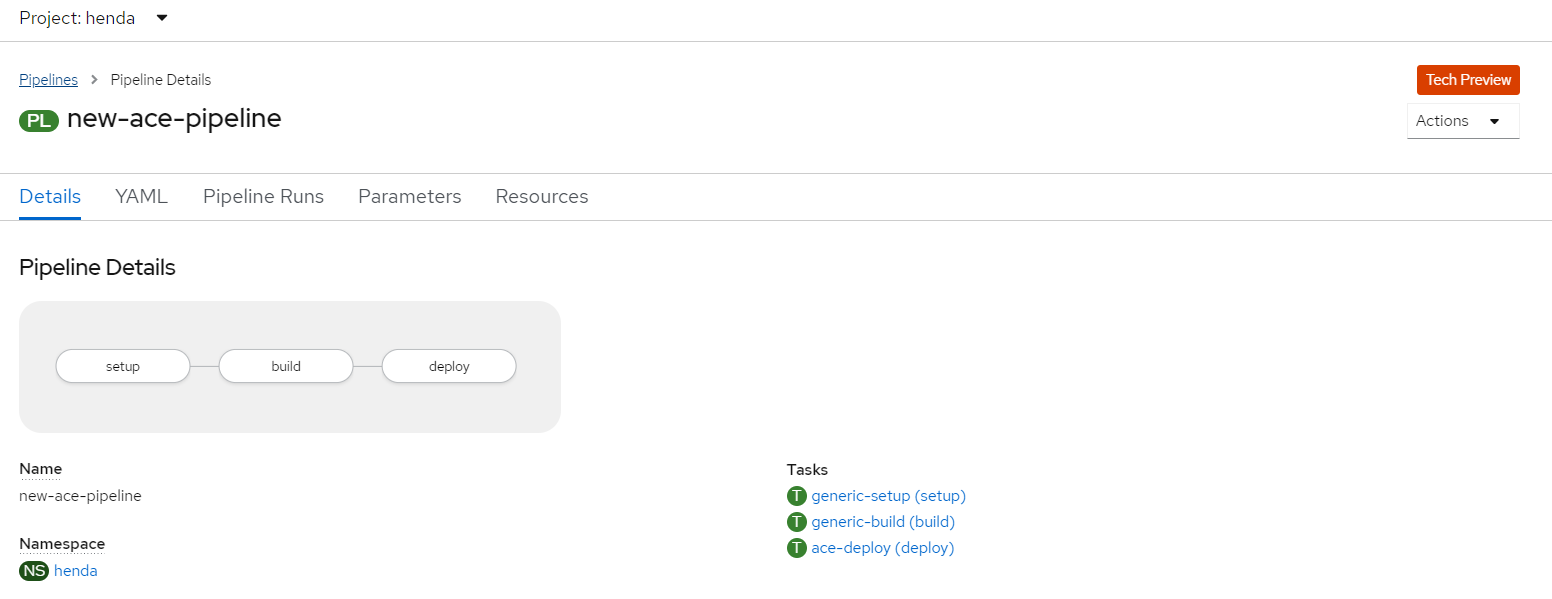 Project: henda
Pipelines > Pipeline Details
Tech Preview
PL new-ace-pipeline
Actions
Details YAML Pipeline Runs Parameters Resources
Pipeline Details
setup build deploy
Name
new-ace-pipeline
Namespace
NS henda
Tasks
T generic-setup (setup)
T generic-build (build)
T ace-deploy (deploy)